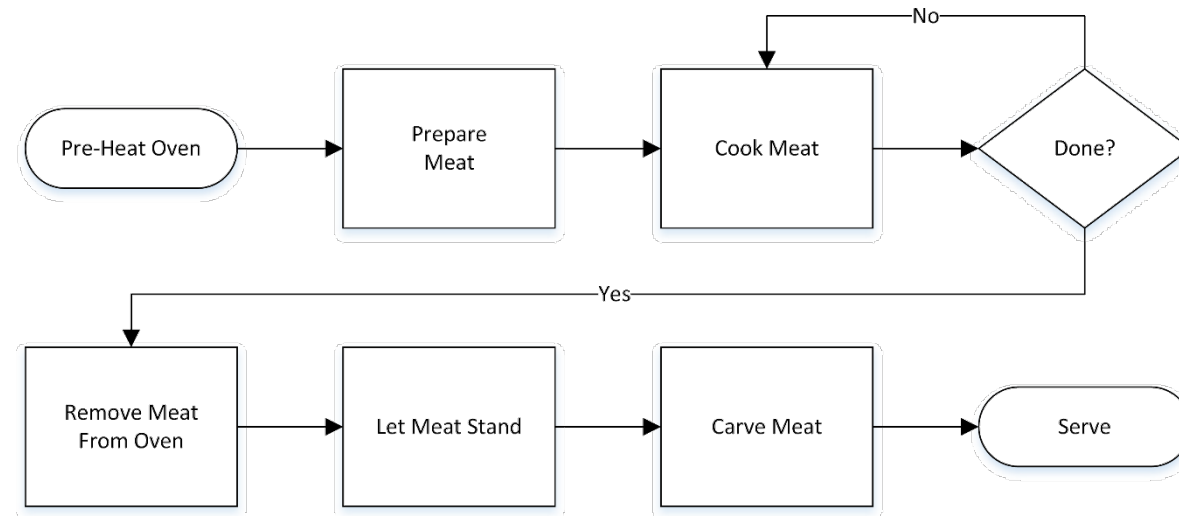 No
Pre-Heat Oven
Prepare
Meat
Cook Meat
Done?
Yes
Remove Meat
From Oven
Let Meat Stand
Carve Meat
Serve